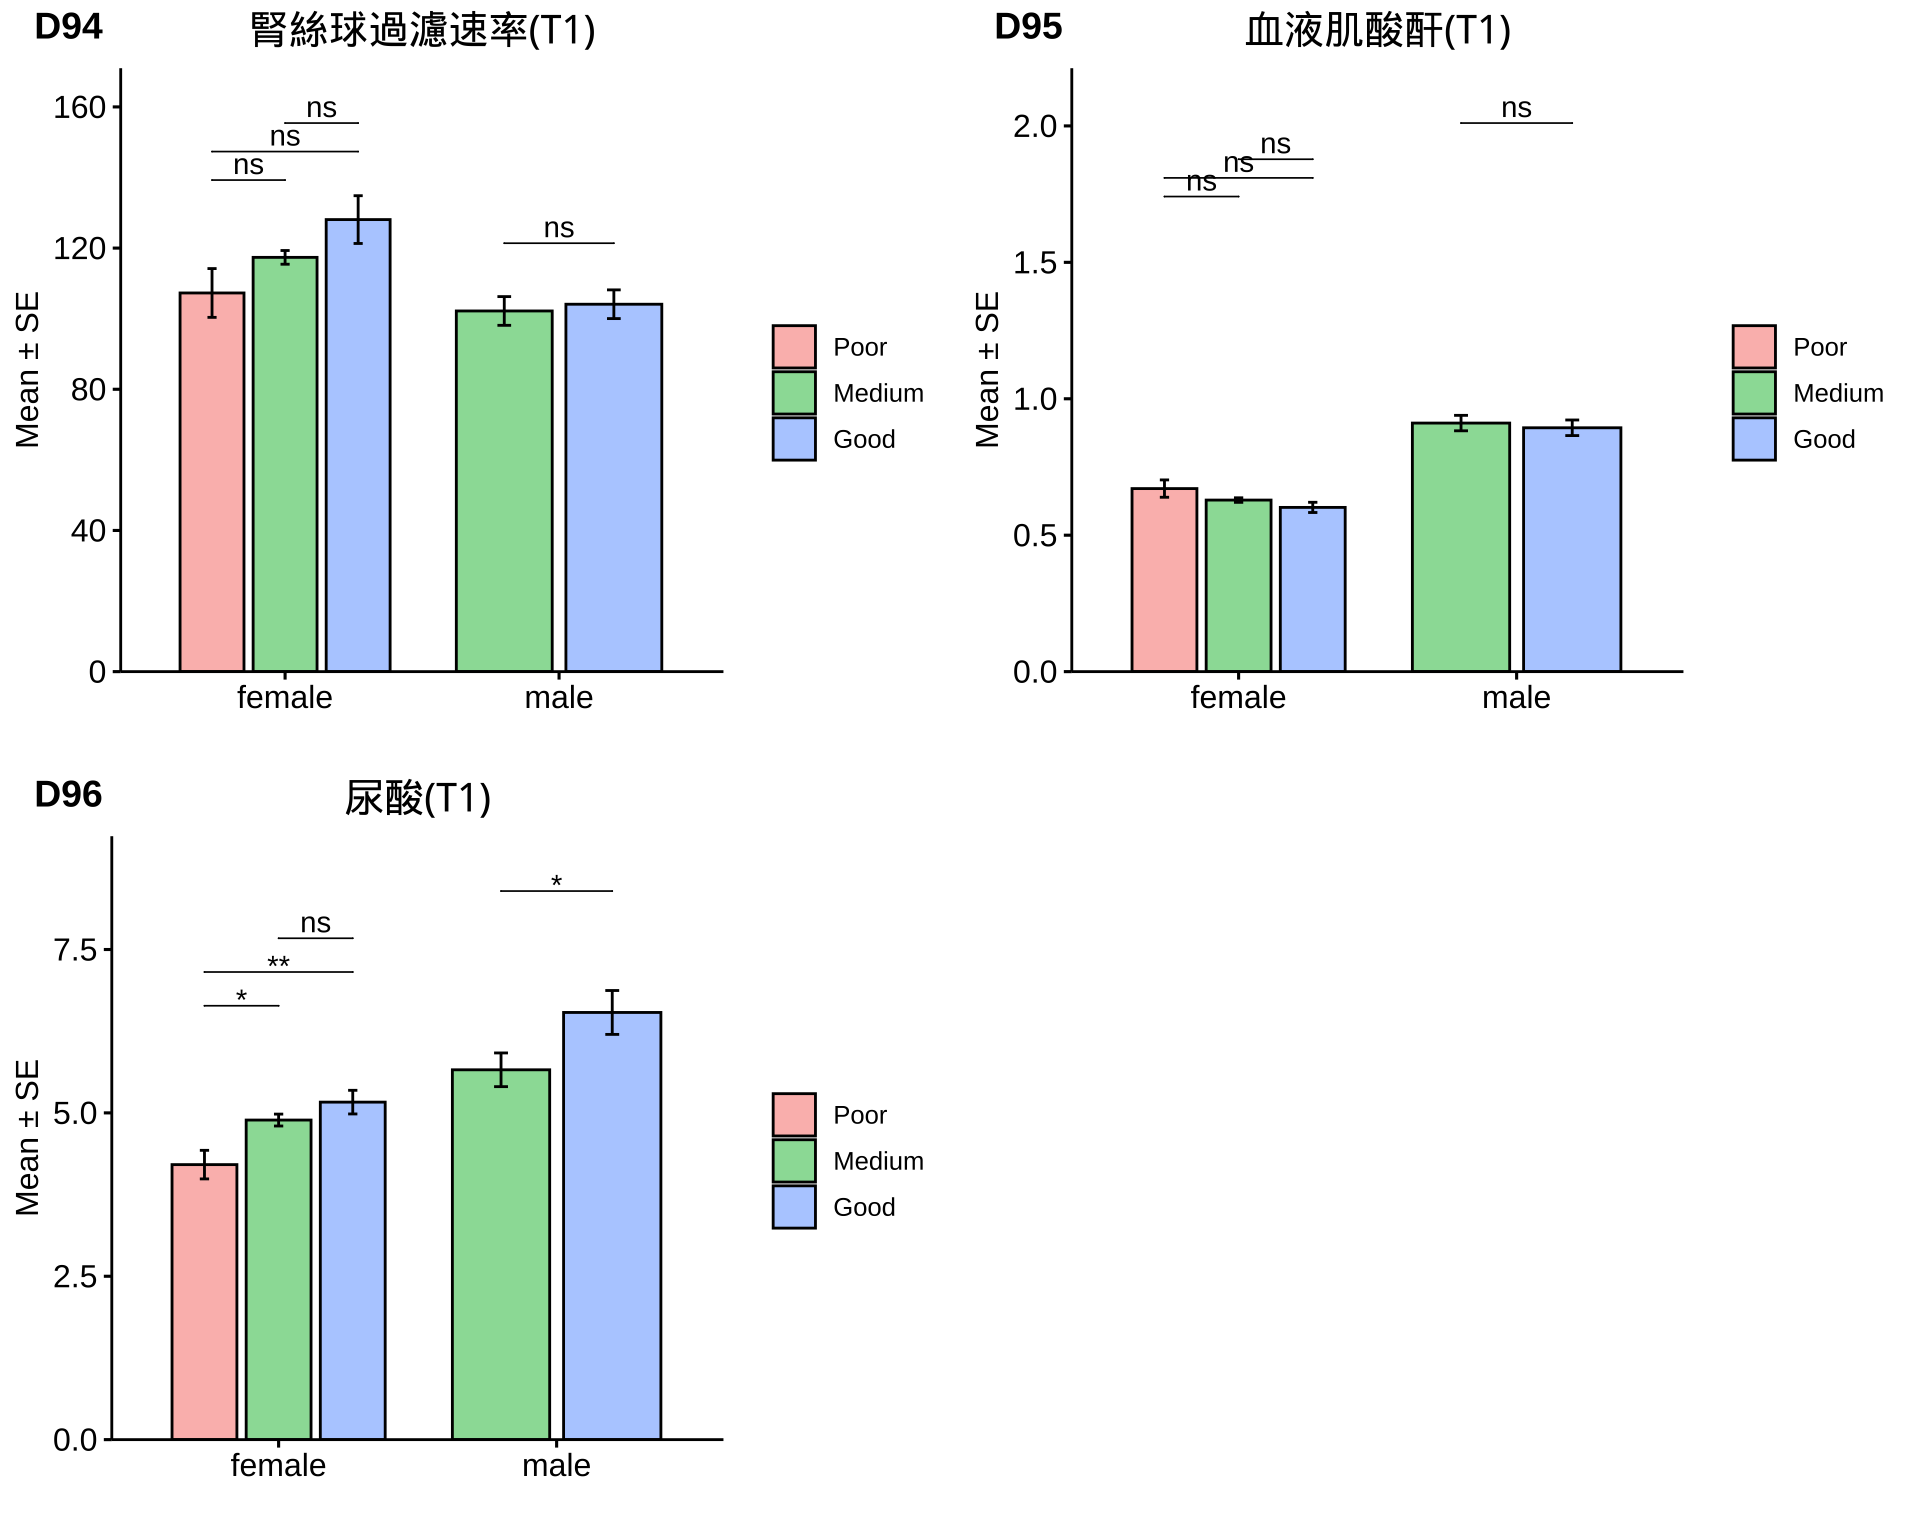 D94
腎絲球過濾速率(T1)
Mean ± SE
160
120
80
40
0
ns
ns
ns
ns
female
male
Poor
Medium
Good
D95
血液肌酸酐(T1)
Mean ± SE
2.0
1.5
1.0
0.5
0.0
ns
ns
ns
ns
female
male
Poor
Medium
Good
D96
尿酸(T1)
Mean ± SE
7.5
5.0
2.5
0.0
*
ns
**
*
female
male
Poor
Medium
Good